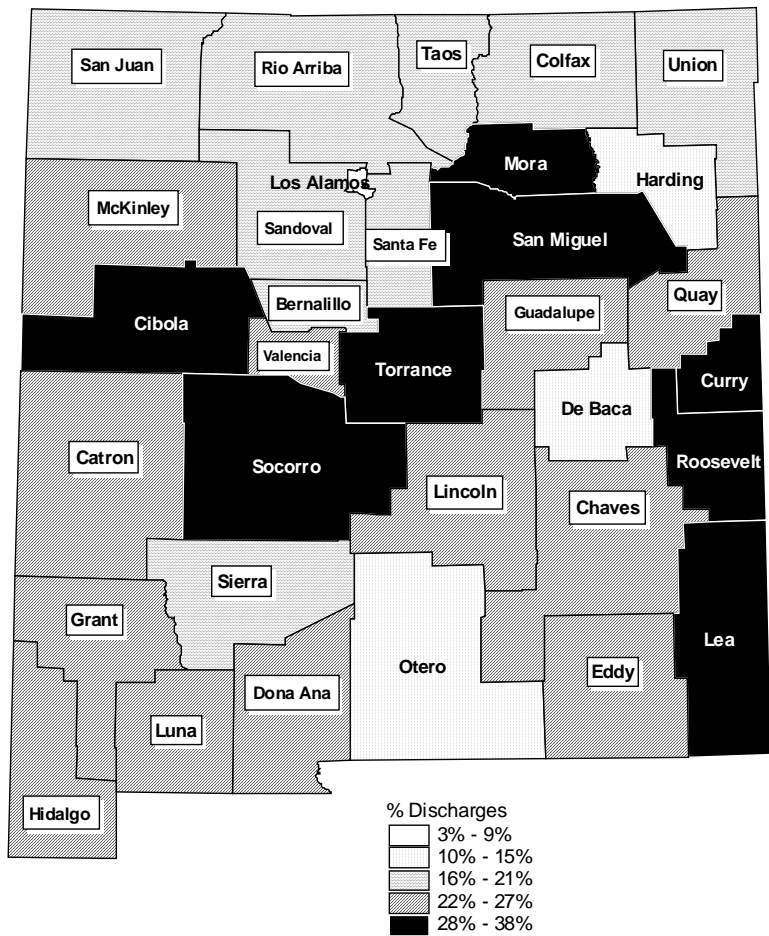 San Juan
Rio Arriba
Taos
Colfax
Union
Mora
Harding
Los Alamos
McKinley
Sandoval
Santa Fe
San Miguel
Quay
Bernalillo
Guadalupe
Cibola
Valencia
Torrance
Curry
De Baca
Catron
Socorro
Roosevelt
Lincoln
Chaves
Sierra
Grant
Lea
Otero
Eddy
Dona Ana
Luna
Hidalgo
% Discharges
3% - 9%
10% - 15%
16% - 21%
22% - 27%
28% - 38%